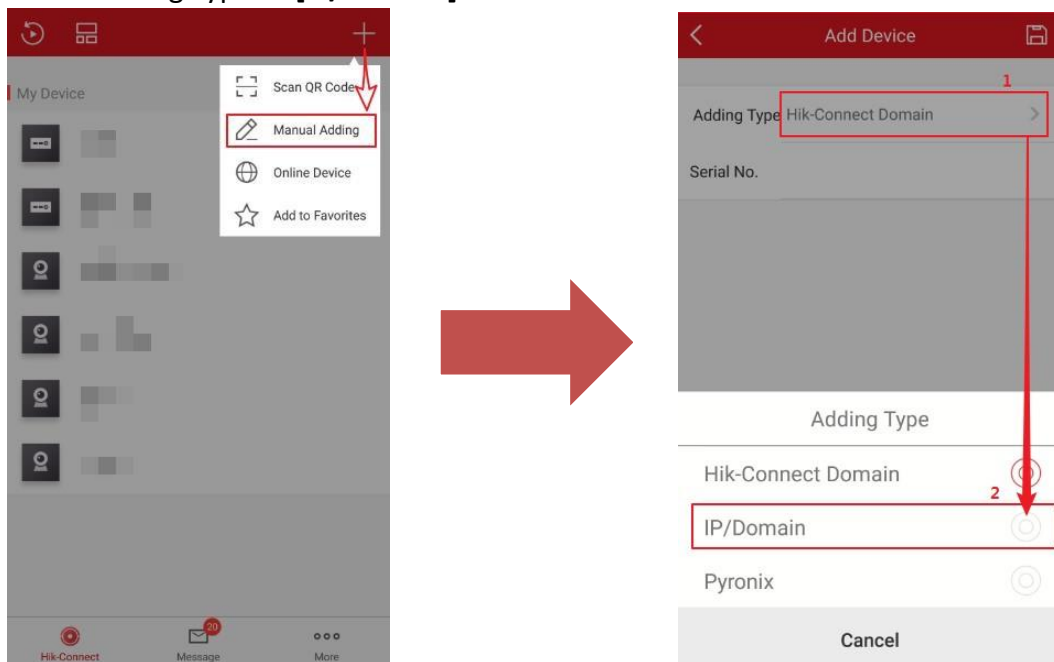 My Device
Scan QR Code
Manual Adding
Online Device
Add to Favorites
Hik-Connect
20
Message
More
Add Device
1
Adding Type Hik-Connect Domain
Serial No.
Adding Type
Hik-Connect Domain
2
IP/Domain
Pyronix
Cancel